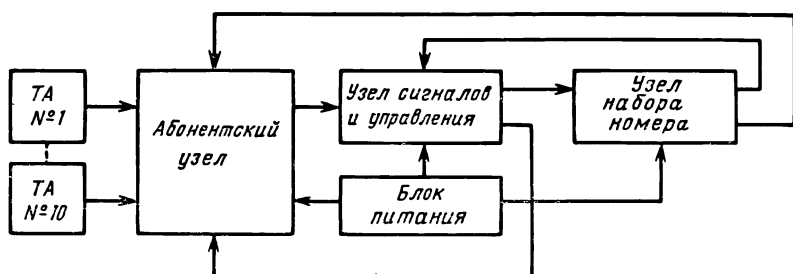 ТА
№1
ТА
№10
Абонентский
узел
Узел сигналов
и управления
Блок
питания
Узел
набора
номера